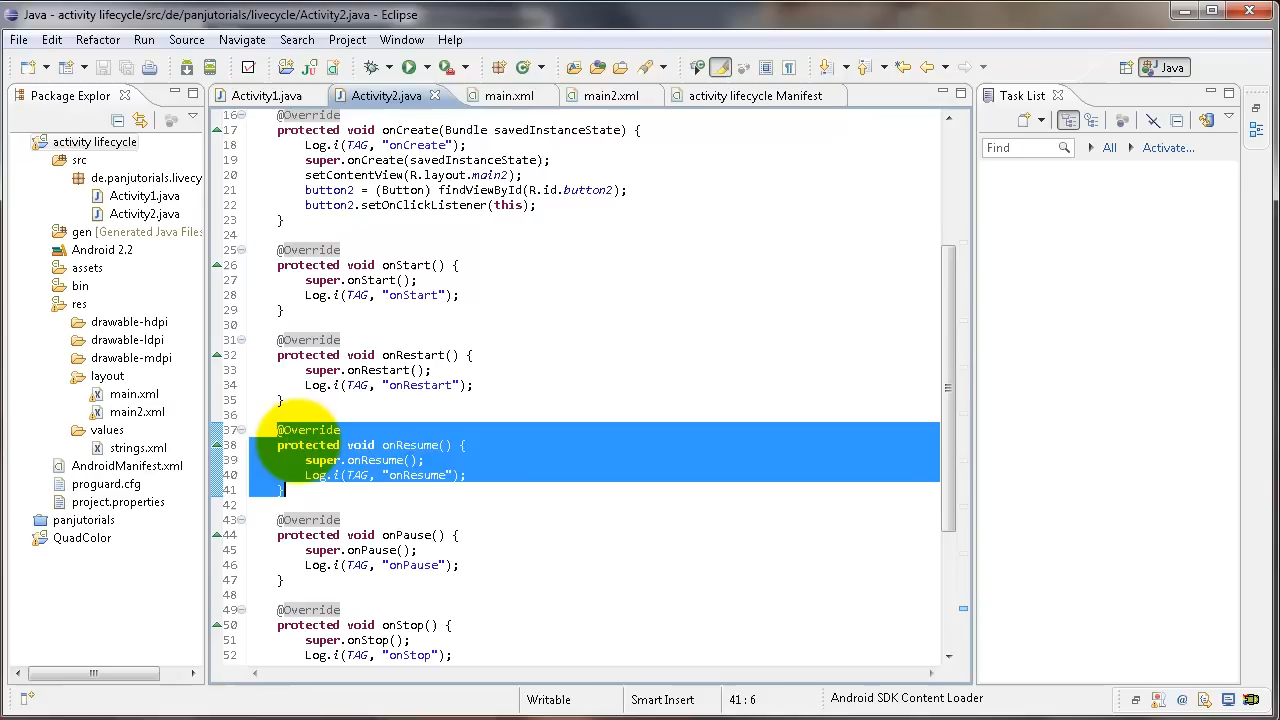 Java - activity lifecycle/src/de/panjutorials/livecycle/Activity2.java - Eclipse
File Edit Refactor Run Source Navigate Search Project Window Help
Java
Package Explor
Activity1.java
Activity2.java
main.xml
main2.xml
activity lifecycle Manifest
Task List
Find
All
Activate...
activity lifecycle
src
de.panjutorials.livecy
Activity1.java
Activity2.java
gen [Generated Java Files
Android 2.2
assets
bin
res
drawable-hdpi
drawable-ldpi
drawable-mdpi
layout
main.xml
main2.xml
values
strings.xml
AndroidManifest.xml
proguard.cfg
project.properties
panjutorials
QuadColor
16 @Override
17 protected void onCreate(Bundle savedInstanceState) {
18 Log.i(TAG, "onCreate");
19 super.onCreate(savedInstanceState);
20 setContentView(R.layout.main2);
21 button2 = (Button) findViewById(R.id.button2);
22 button2.setOnClickListener(this);
23 }
24
25 @Override
26 protected void onStart() {
27 super.onStart();
28 Log.i(TAG, "onStart");
29 }
30
31 @Override
32 protected void onRestart() {
33 super.onRestart();
34 Log.i(TAG, "onRestart");
35 }
36
37 @Override
38 protected void onResume() {
39 super.onResume();
40 Log.i(TAG, "onResume");
41 }
42
43 @Override
44 protected void onPause() {
45 super.onPause();
46 Log.i(TAG, "onPause");
47 }
48
49 @Override
50 protected void onStop() {
51 super.onStop();
52 Log.i(TAG, "onStop");
Writable
Smart Insert
41 : 6
Android SDK Content Loader